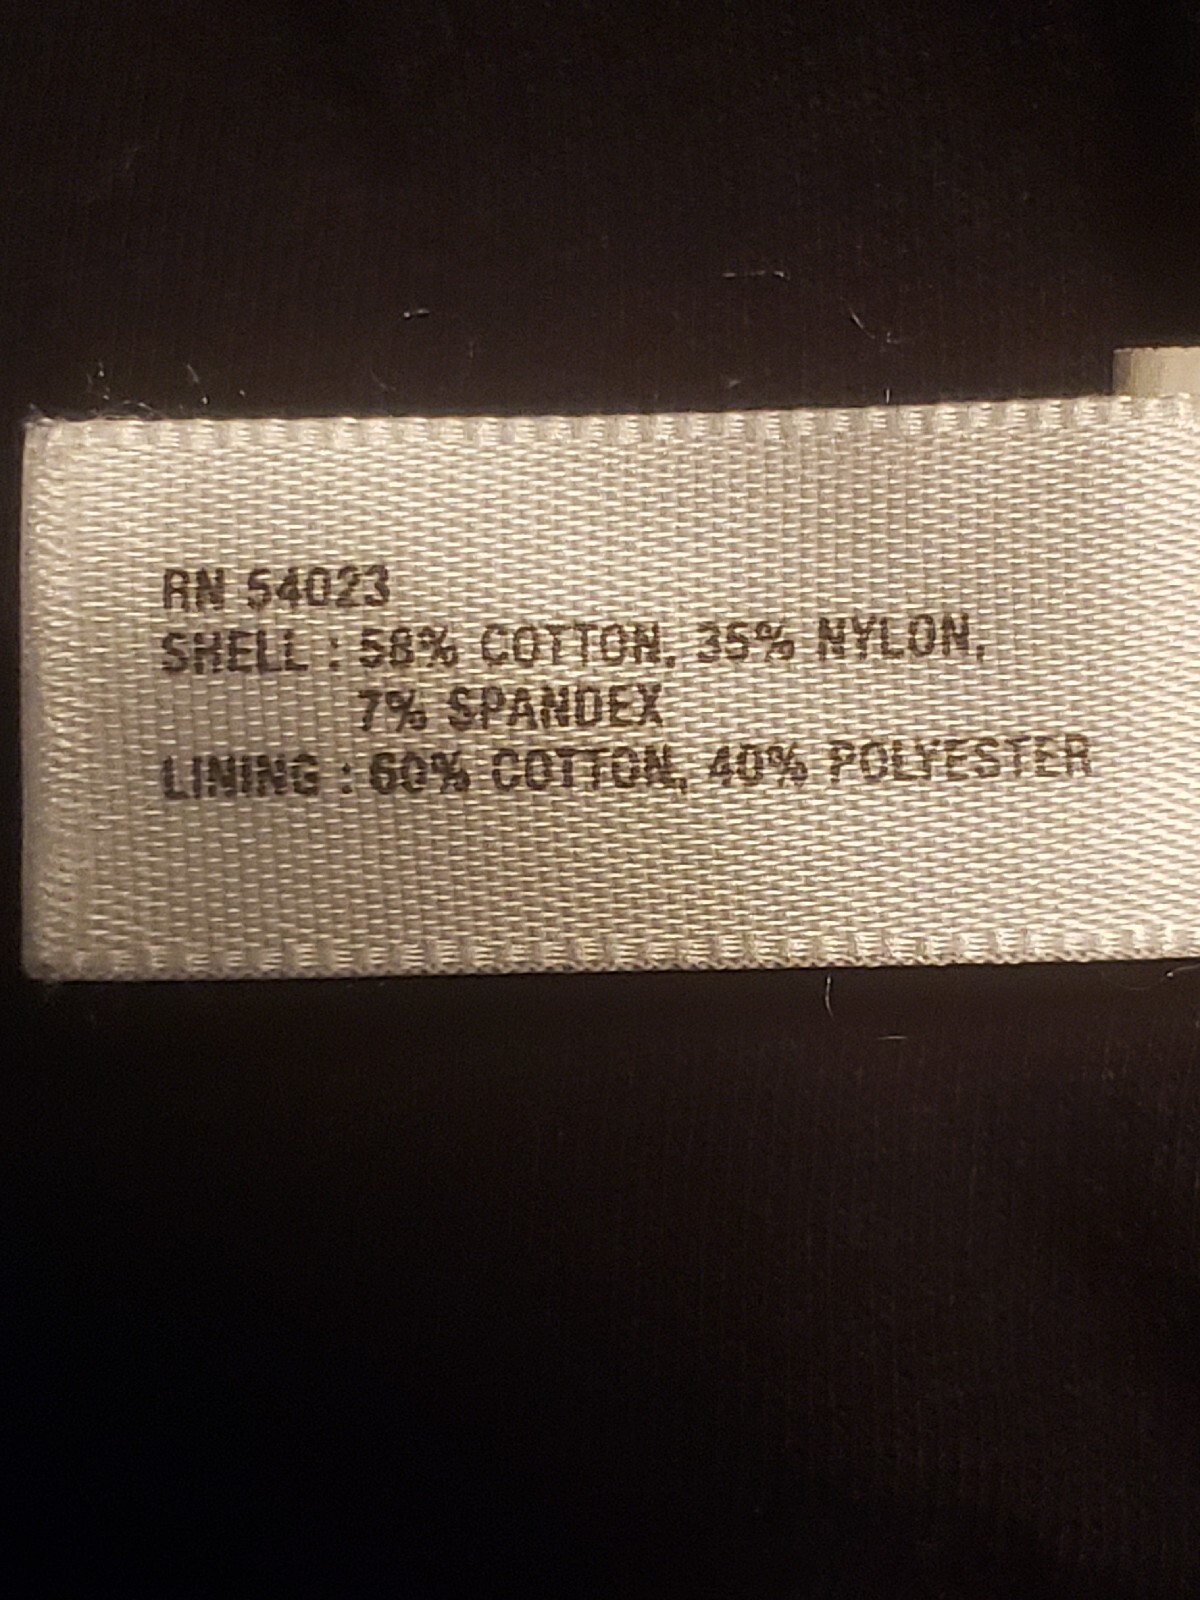 RN 54023
SHELL : 58% COTTON, 35% NYLON,
7% SPANDEX
LINING : 60% COTTON, 40% POLYESTER